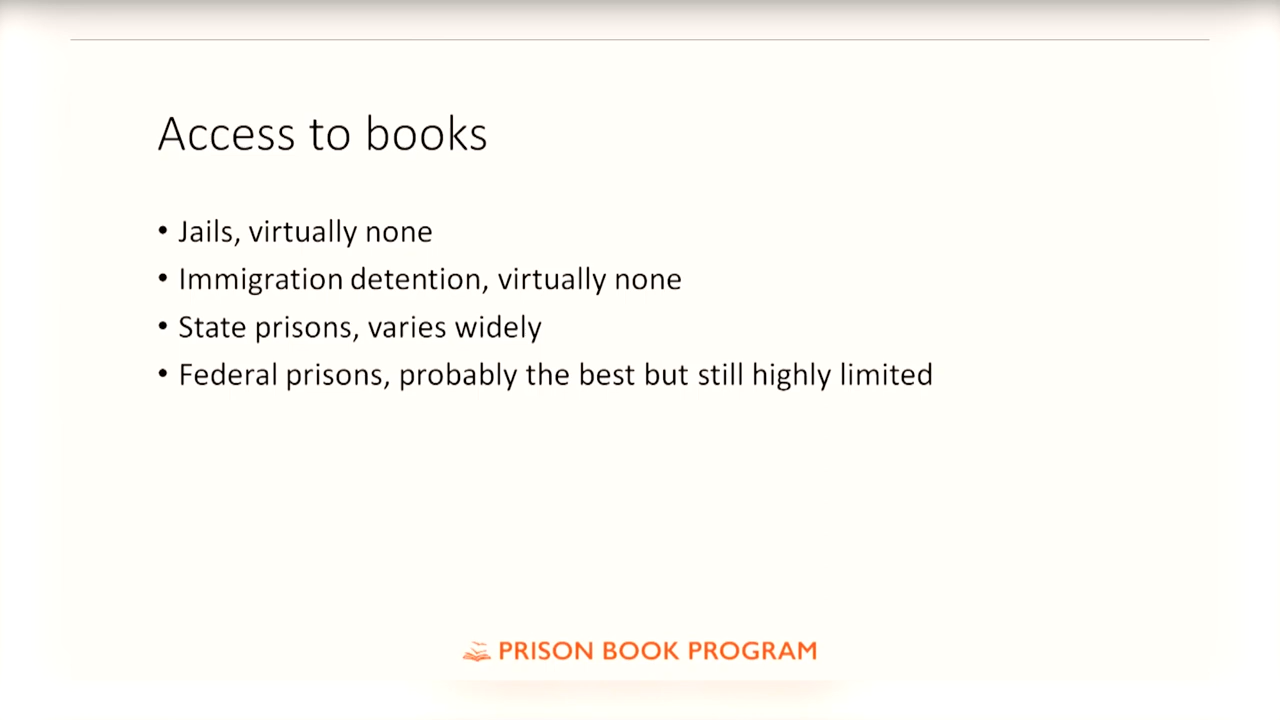 Access to books
• Jails, virtually none
• Immigration detention, virtually none
• State prisons, varies widely
• Federal prisons, probably the best but still highly limited
PRISON BOOK PROGRAM